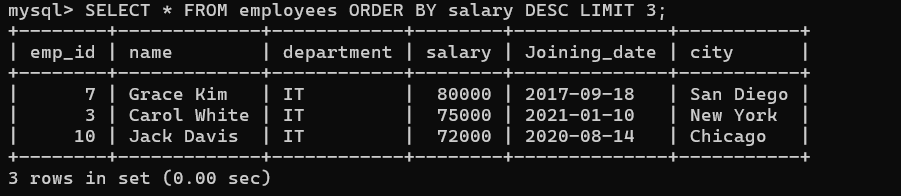 mysql> SELECT * FROM employees ORDER BY salary DESC LIMIT 3;
+--------+-------------+------------+--------+--------------+-----------+
| emp_id | name        | department | salary | Joining_date | city      |
+--------+-------------+------------+--------+--------------+-----------+
|      7 | Grace Kim   | IT         |  80000 | 2017-09-18   | San Diego |
|      3 | Carol White | IT         |  75000 | 2021-01-10   | New York  |
|     10 | Jack Davis  | IT         |  72000 | 2020-08-14   | Chicago   |
+--------+-------------+------------+--------+--------------+-----------+
3 rows in set (0.00 sec)